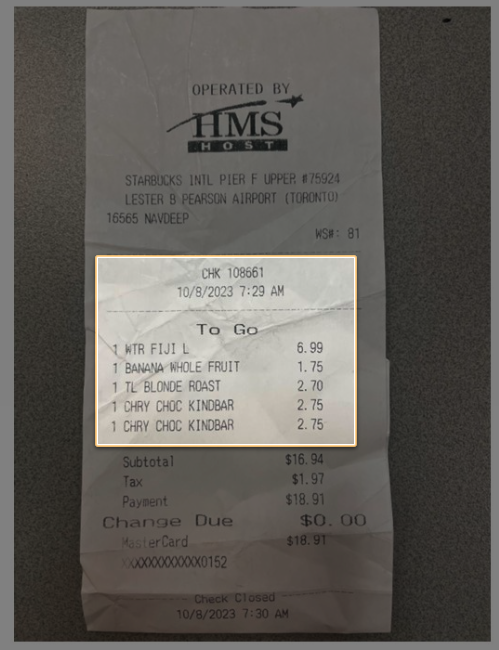 OPERATED BY
HMS
HOST
STARBUCKS INTL PIER F UPPER #75924
LESTER B PEARSON AIRPORT (TORONTO)
16565 NAVDEEP
WS#: 81
CHK 108661
10/8/2023 7:29 AM
To Go
1 WTR FIJI L 6.99
1 BANANA WHOLE FRUIT 1.75
1 TL BLONDE ROAST 2.70
1 CHRY CHOC KINDBAR 2.75
1 CHRY CHOC KINDBAR 2.75
Subtotal $16.94
Tax $1.97
Payment $18.91
Change Due $0.00
MasterCard $18.91
XXXXXXXXXXXX0152
Check Closed
10/8/2023 7:30 AM